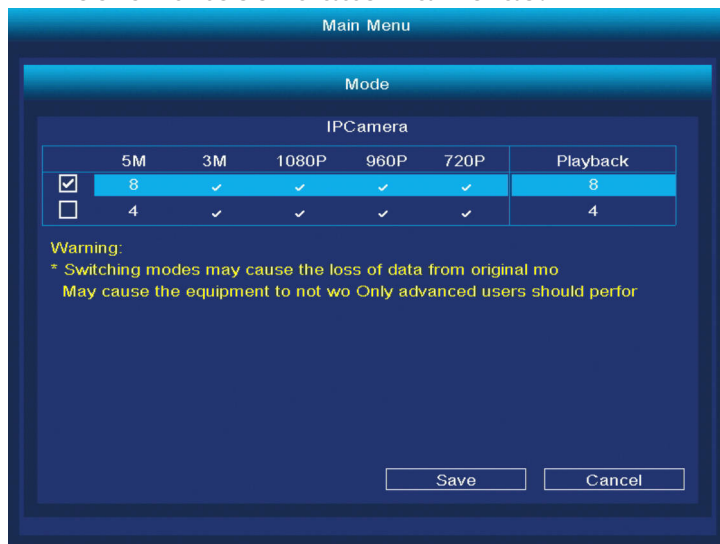 Main Menu
Mode
IPCamera
5M 3M 1080P 960P 720P Playback
☑ 8 ✓ ✓ ✓ ✓ 8
☐ 4 ✓ ✓ ✓ ✓ 4
Warning:
* Switching modes may cause the loss of data from original mo
May cause the equipment to not wo Only advanced users should perfor
Save Cancel